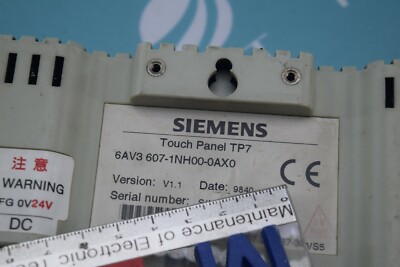 SIEMENS
Touch Panel TP7
6AV3 607-1NH00-0AX0
Version: V1.1 Date: 9840
Serial number:
CE
注意
WARNING
FG 0V24V
DC
Maintenance of Electronic Te